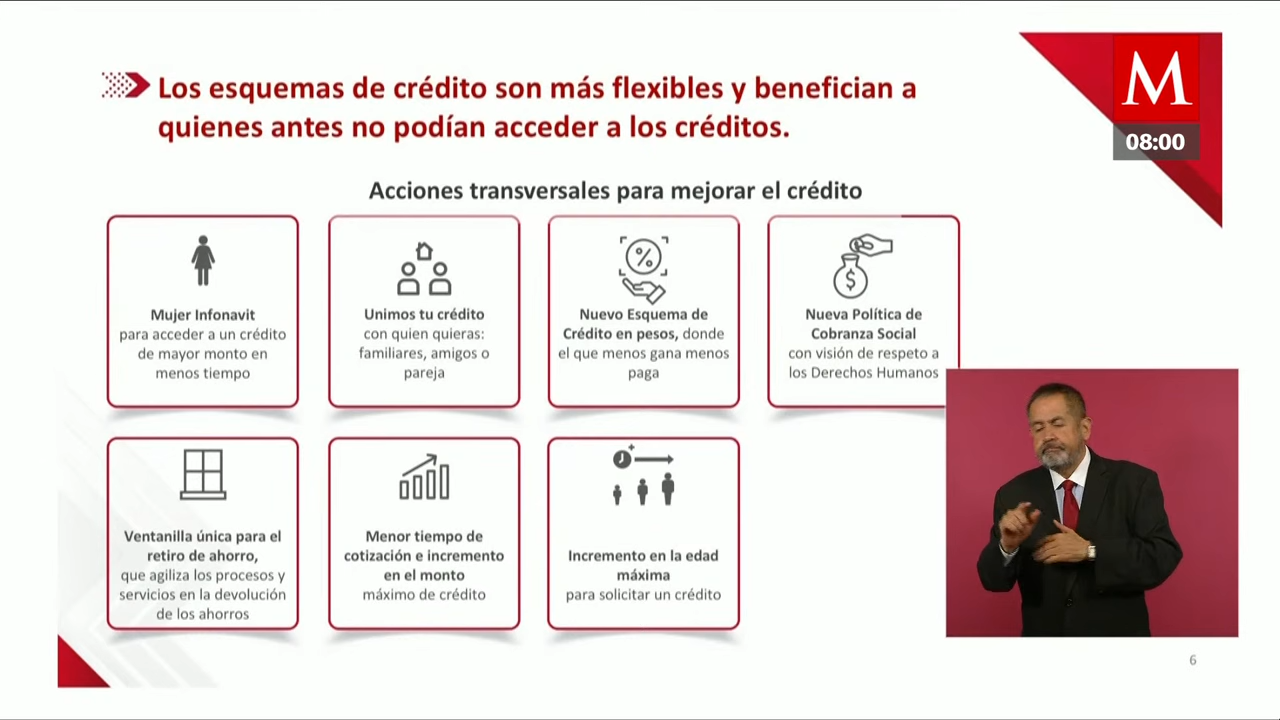 Los esquemas de crédito son más flexibles y benefician a
quienes antes no podían acceder a los créditos.
M
08:00
Acciones transversales para mejorar el crédito
Mujer Infonavit
para acceder a un crédito
de mayor monto en
menos tiempo
Unimos tu crédito
con quien quieras:
familiares, amigos o
pareja
%
Nuevo Esquema de
Crédito en pesos, donde
el que menos gana menos
paga
$
Nueva Política de
Cobranza Social
con visión de respeto a
los Derechos Humanos
Ventanilla única para el
retiro de ahorro,
que agiliza los procesos y
servicios en la devolución
de los ahorros
Menor tiempo de
cotización e incremento
en el monto
máximo de crédito
Incremento en la edad
máxima
para solicitar un crédito
6